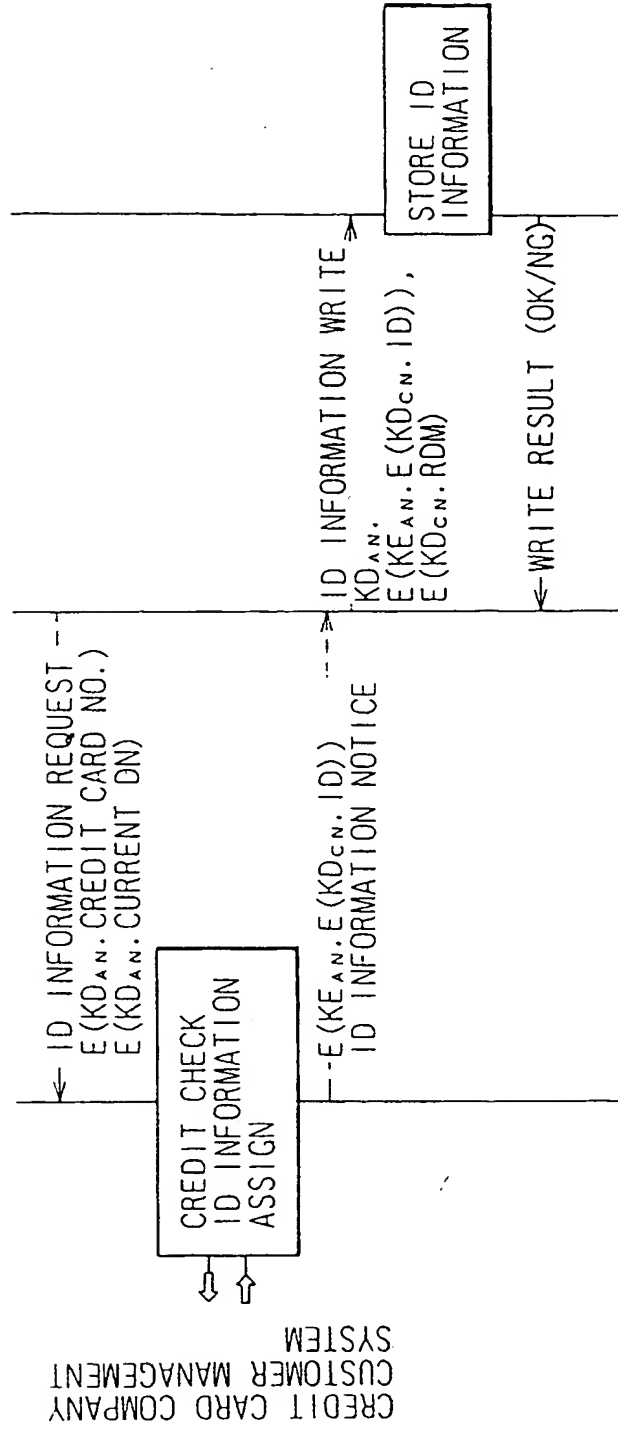 CREDIT CARD COMPANY
CUSTOMER MANAGEMENT
SYSTEM
ID INFORMATION REQUEST
E(KDAN.CREDIT CARD NO.)
E(KDAN.CURRENT DN)
CREDIT CHECK
ID INFORMATION
ASSIGN
E(KEAN.E(KDCN.ID))
ID INFORMATION NOTICE
ID INFORMATION WRITE
KDAN.
E(KEAN.E(KDCN.ID)),
E(KDCN.RDM)
STORE ID
INFORMATION
WRITE RESULT (OK/NG)